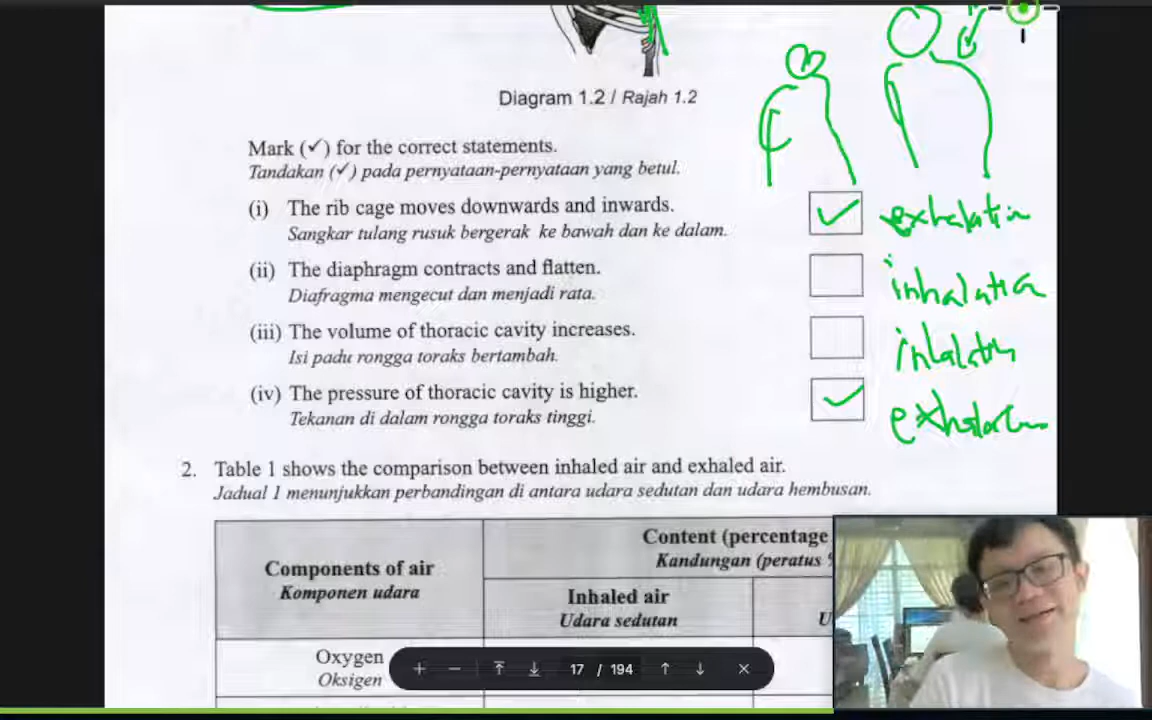 Diagram 1.2 / Rajah 1.2
Mark (✓) for the correct statements.
Tandakan (✓) pada pernyataan-pernyataan yang betul.
(i) The rib cage moves downwards and inwards. ✓ exhalation
Sangkar tulang rusuk bergerak ke bawah dan ke dalam.
(ii) The diaphragm contracts and flatten. inhalation
Diafragma mengecut dan menjadi rata.
(iii) The volume of thoracic cavity increases. inhalation
Isi padu rongga toraks bertambah.
(iv) The pressure of thoracic cavity is higher. ✓ exhalation
Tekanan di dalam rongga toraks tinggi.
2. Table 1 shows the comparison between inhaled air and exhaled air.
Jadual 1 menunjukkan perbandingan di antara udara sedutan dan udara hembusan.
Content (percentage
Kandungan (peratus
Components of air
Komponen udara
Inhaled air
Udara sedutan
U
Oxygen
Oksigen
17 / 194